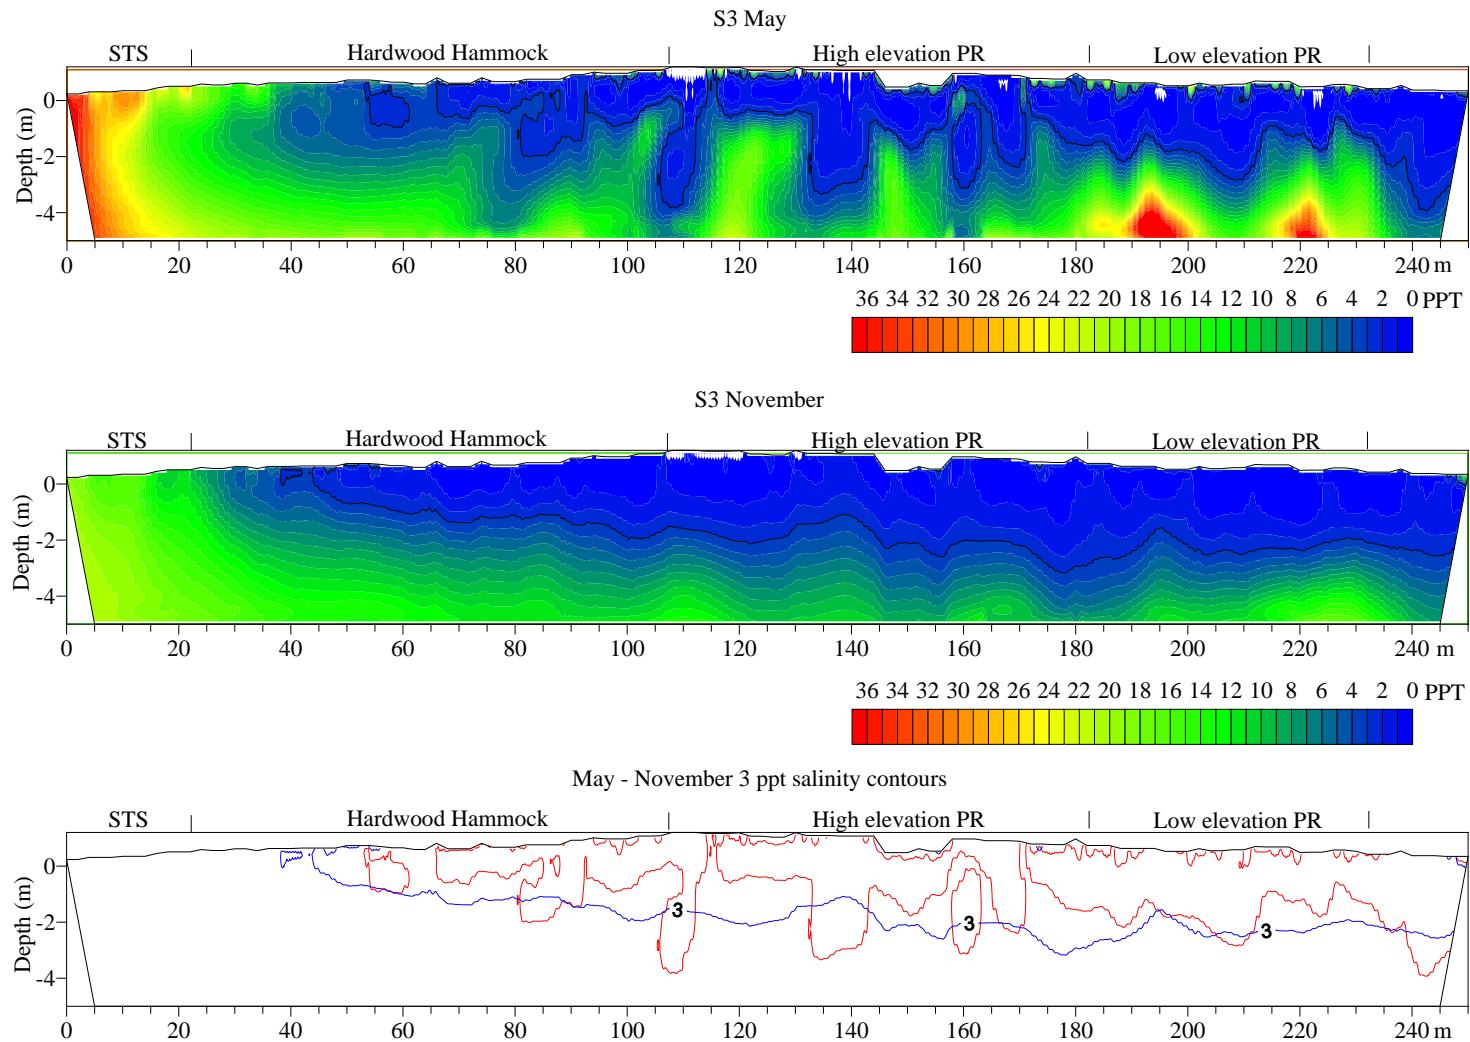 S3 May
STS Hardwood Hammock High elevation PR Low elevation PR
Depth (m)
0
-2
-4
0 20 40 60 80 100 120 140 160 180 200 220 240 m
36 34 32 30 28 26 24 22 20 18 16 14 12 10 8 6 4 2 0 PPT
S3 November
STS Hardwood Hammock High elevation PR Low elevation PR
Depth (m)
0
-2
-4
0 20 40 60 80 100 120 140 160 180 200 220 240 m
36 34 32 30 28 26 24 22 20 18 16 14 12 10 8 6 4 2 0 PPT
May - November 3 ppt salinity contours
STS Hardwood Hammock High elevation PR Low elevation PR
Depth (m)
0
-2
-4
3 3 3
0 20 40 60 80 100 120 140 160 180 200 220 240 m